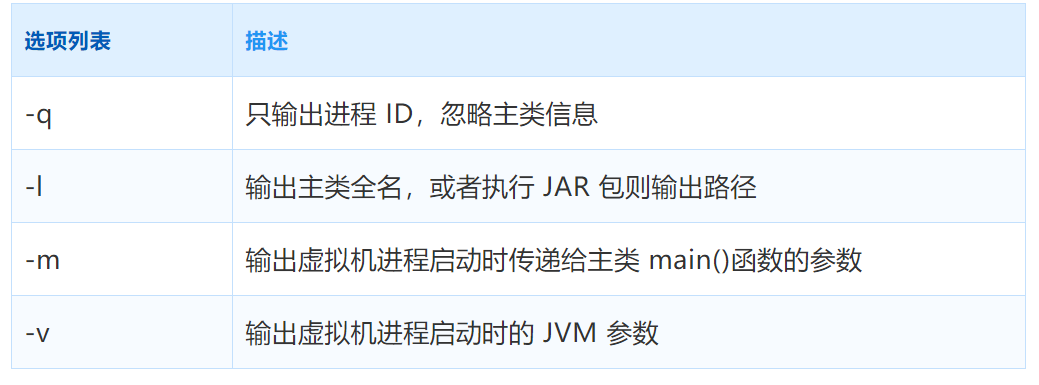 选项列表 描述
-q 只输出进程 ID，忽略主类信息
-l 输出主类全名，或者执行 JAR 包则输出路径
-m 输出虚拟机进程启动时传递给主类 main()函数的参数
-v 输出虚拟机进程启动时的 JVM 参数